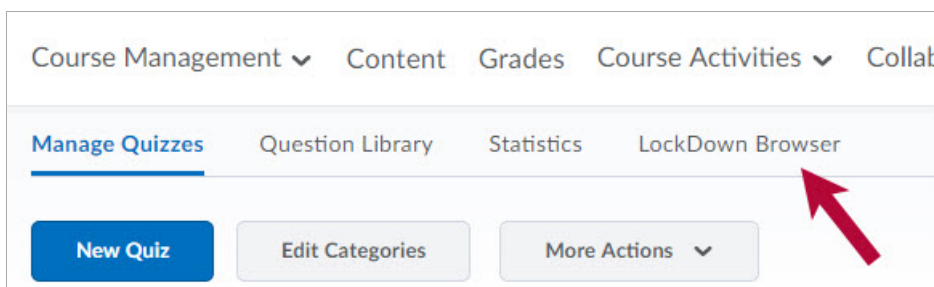 Course Management Content Grades Course Activities Collab
Manage Quizzes Question Library Statistics LockDown Browser
New Quiz Edit Categories More Actions